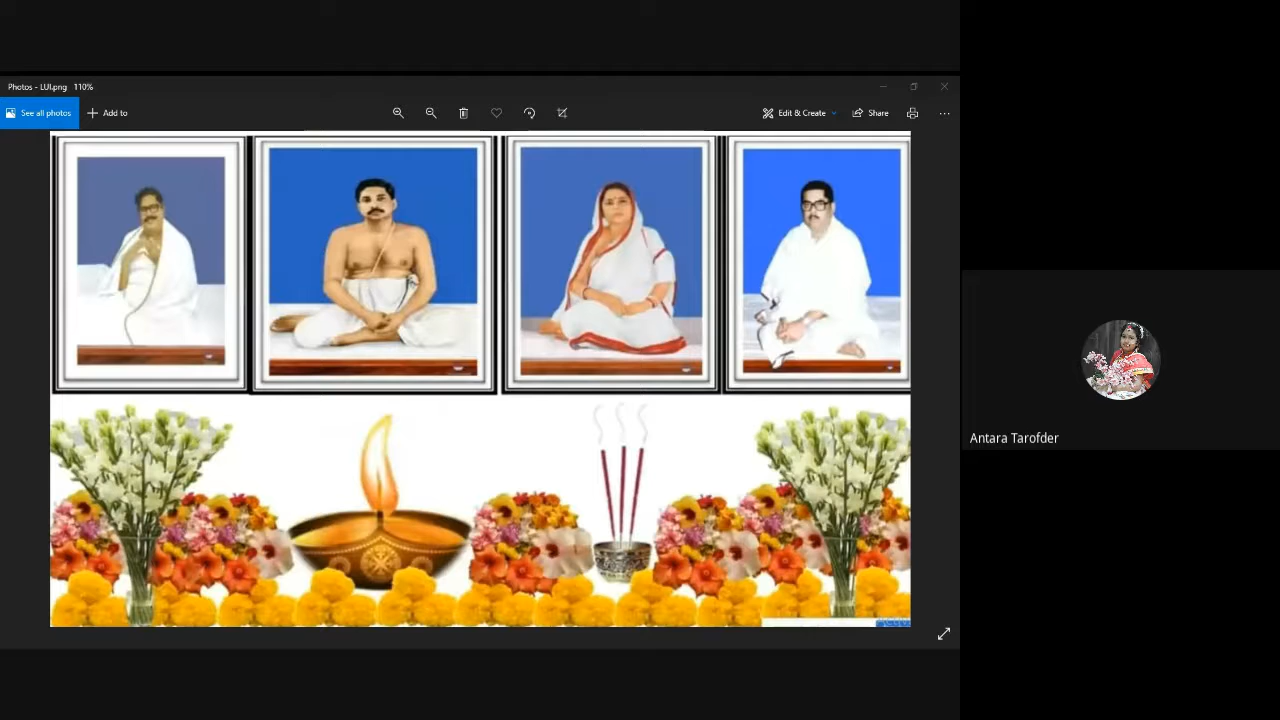 Photos - LUI.png 110%
See all photos
Add to
Edit & Create
Share
Antara Tarofder